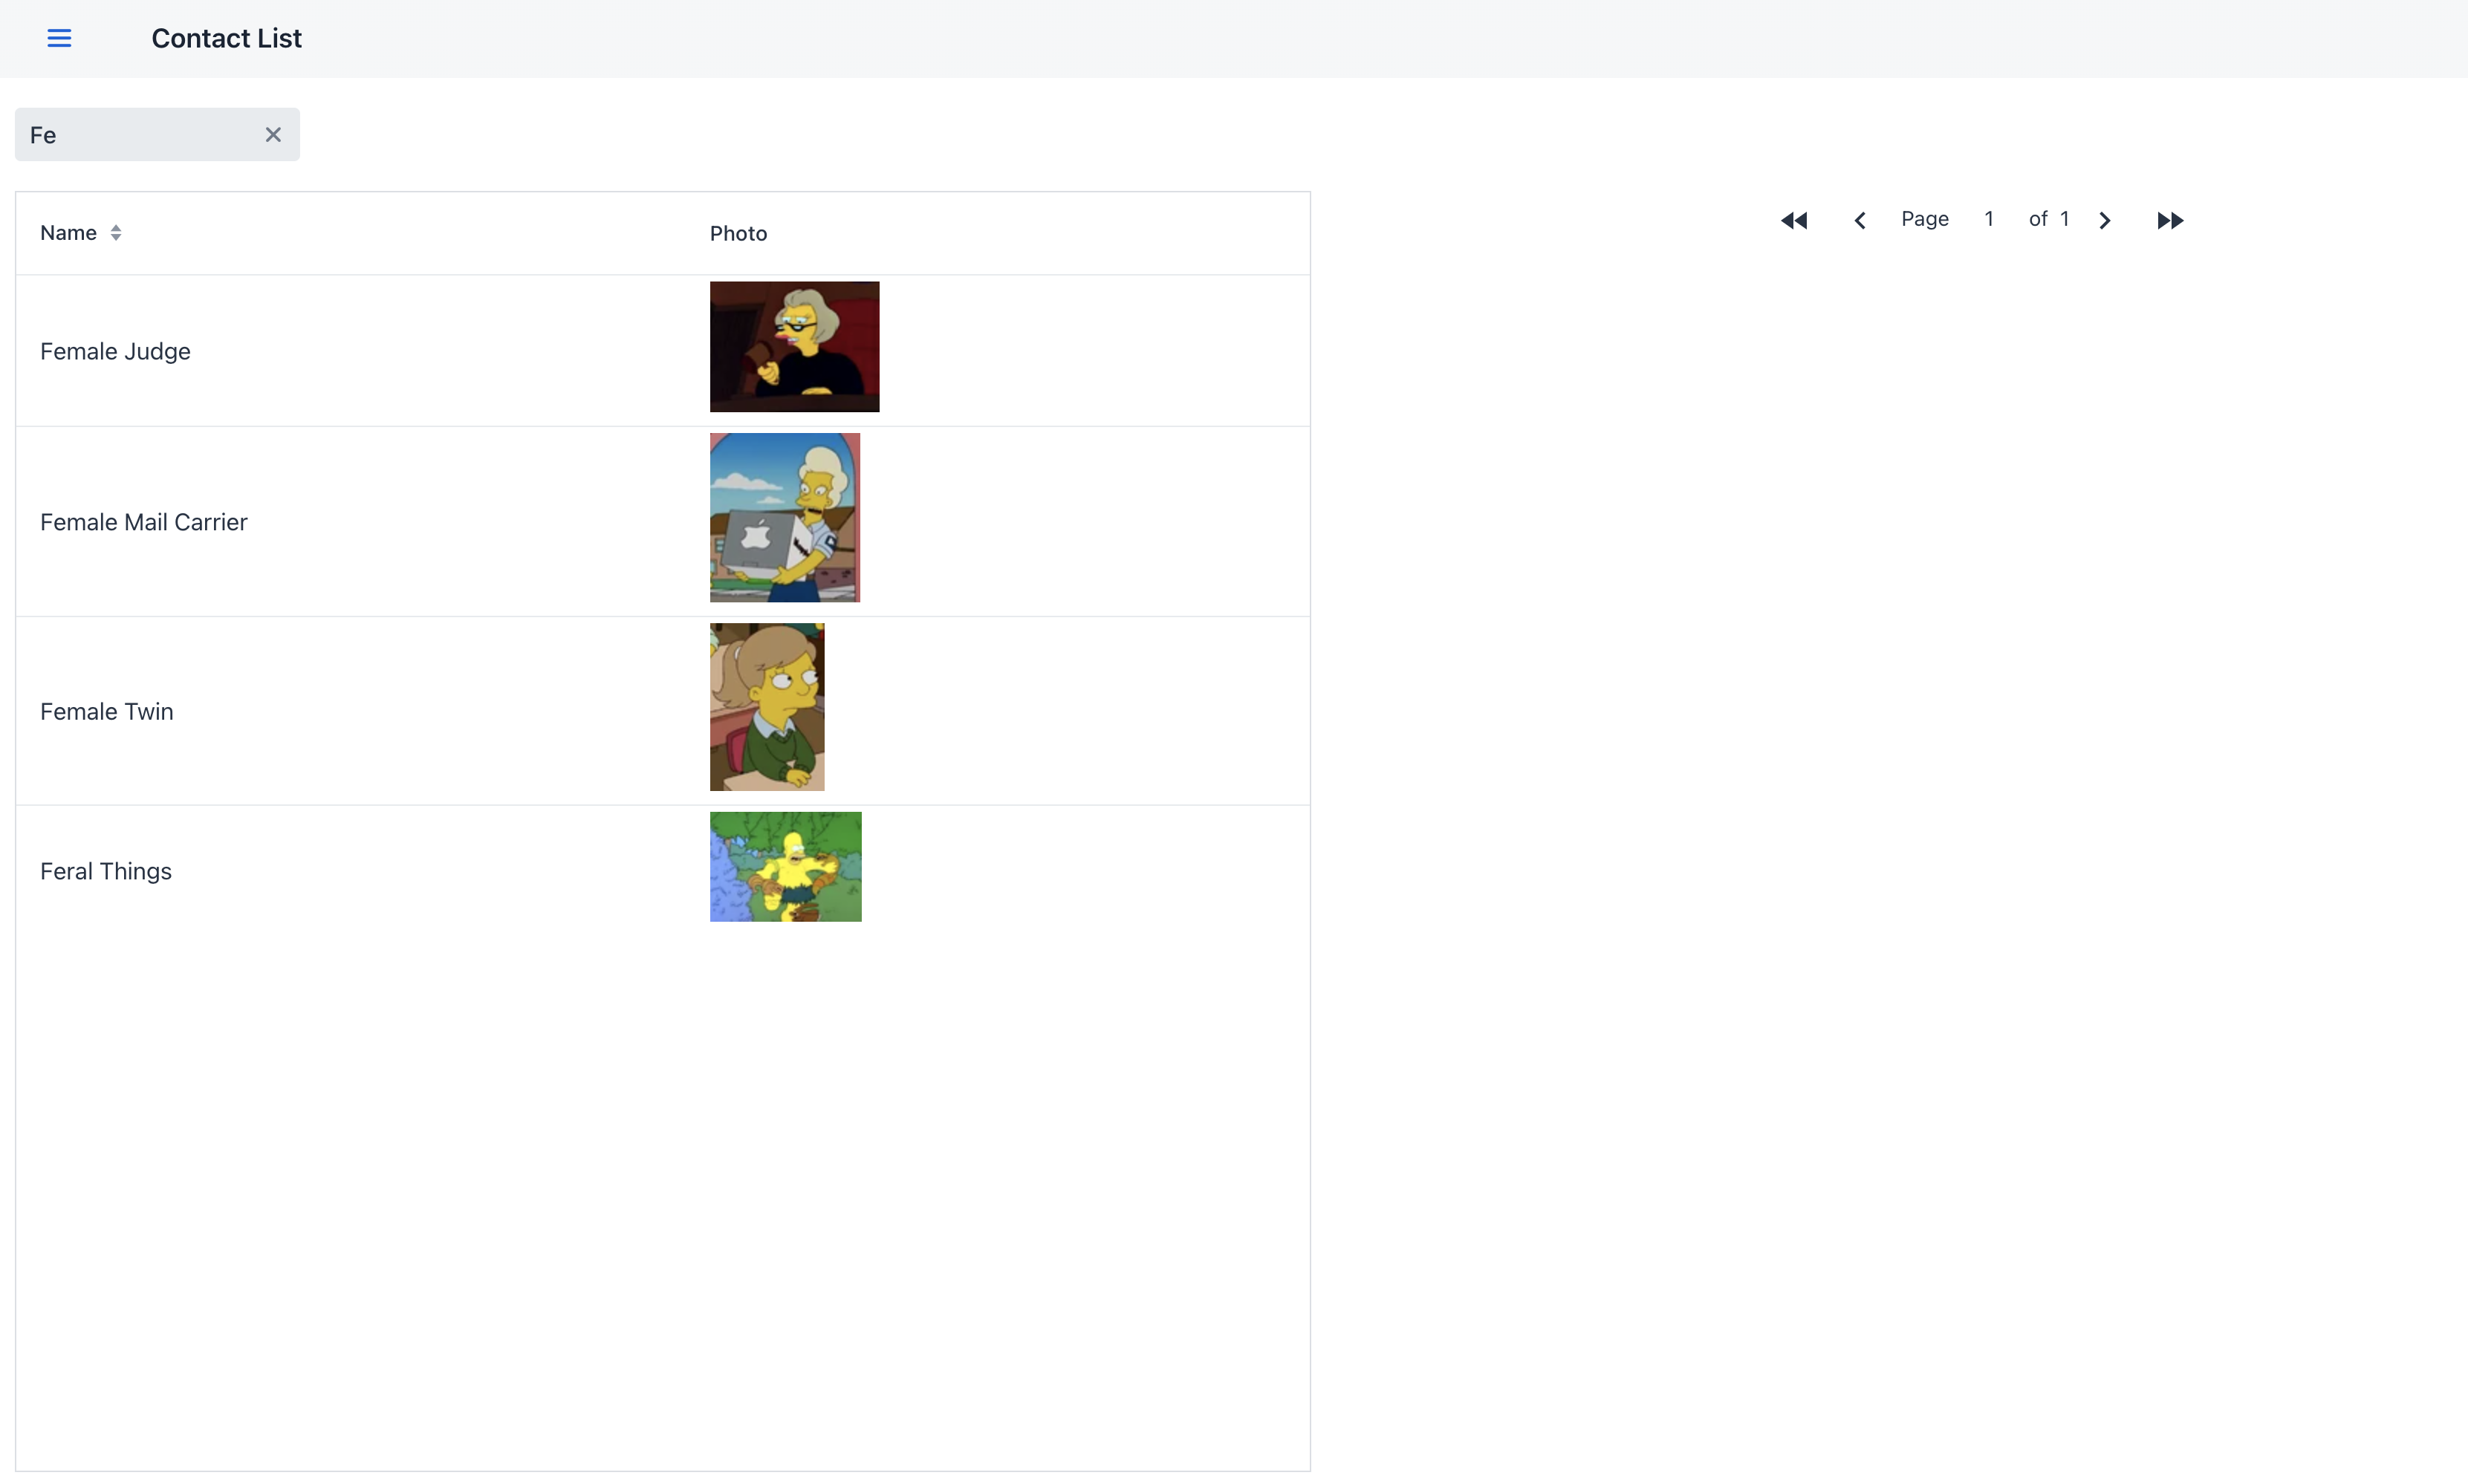 Contact List
Fe
Name Photo
Page 1 of 1
Female Judge
Female Mail Carrier
Female Twin
Feral Things